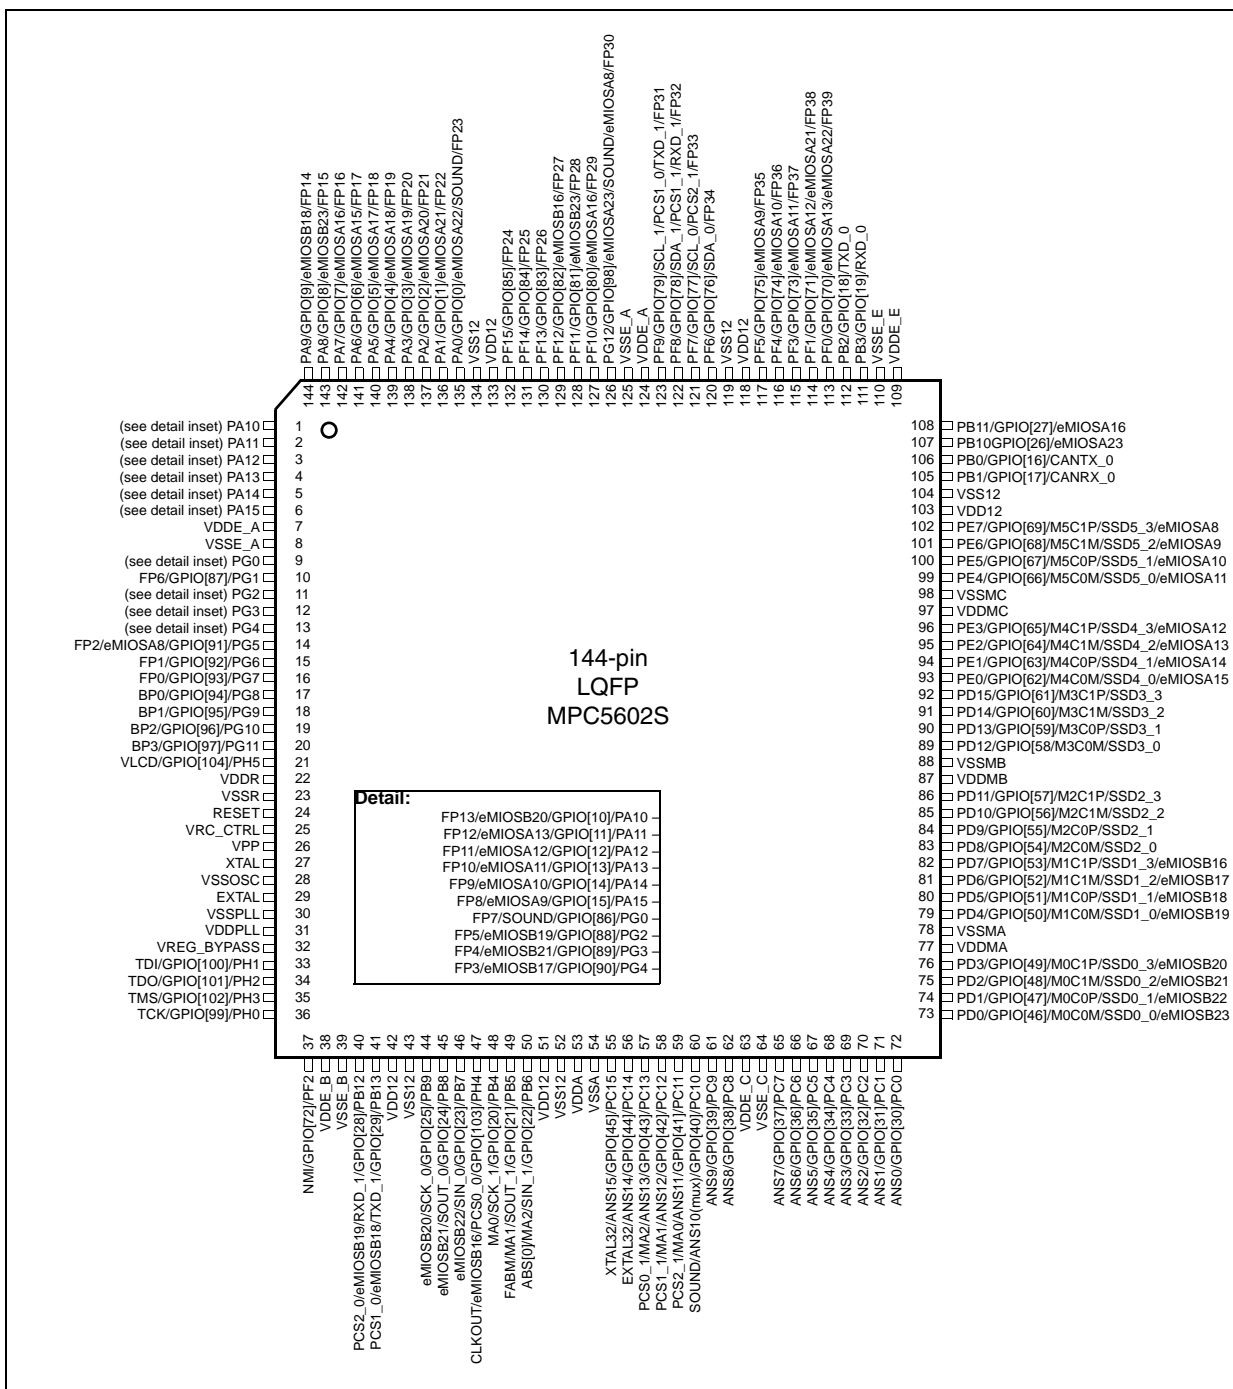 PA9/GPIO[9]/eMIOSB18/FP14
PA8/GPIO[8]/eMIOSB23/FP15
PA7/GPIO[7]/eMIOSA16/FP16
PA6/GPIO[6]/eMIOSA15/FP17
PA5/GPIO[5]/eMIOSA17/FP18
PA4/GPIO[4]/eMIOSA18/FP19
PA3/GPIO[3]/eMIOSA19/FP20
PA2/GPIO[2]/eMIOSA20/FP21
PA1/GPIO[1]/eMIOSA21/FP22
PA0/GPIO[0]/eMIOSA22/SOUND/FP23
VSS12
VDD12
PF15/GPIO[85]/FP24
PF14/GPIO[84]/FP25
PF13/GPIO[83]/FP26
PF12/GPIO[82]/eMIOSB16/FP27
PF11/GPIO[81]/eMIOSB23/FP28
PF10/GPIO[80]/eMIOSA16/FP29
PG12/GPIO[98]/eMIOSA23/SOUND/eMIOSA8/FP30
VSSE_A
VDDE_A
PF9/GPIO[79]/SCL_1/PCS1_0/TXD_1/FP31
PF8/GPIO[78]/SDA_1/PCS1_1/RXD_1/FP32
PF7/GPIO[77]/SCL_0/PCS2_1/FP33
PF6/GPIO[76]/SDA_0/FP34
VSS12
VDD12
PF5/GPIO[75]/eMIOSA9/FP35
PF4/GPIO[74]/eMIOSA10/FP36
PF3/GPIO[73]/eMIOSA11/FP37
PF1/GPIO[71]/eMIOSA12/eMIOSA21/FP38
PF0/GPIO[70]/eMIOSA13/eMIOSA22/FP39
PB2/GPIO[18]/TXD_0
PB3/GPIO[19]/RXD_0
VSSE_E
VDDE_E
144 143 142 141 140 139 138 137 136 135 134 133 132 131 130 129 128 127 126 125 124 123 122 121 120 119 118 117 116 115 114 113 112 111 110 109
(see detail inset) PA10 1
(see detail inset) PA11 2
(see detail inset) PA12 3
(see detail inset) PA13 4
(see detail inset) PA14 5
(see detail inset) PA15 6
VDDE_A 7
VSSE_A 8
(see detail inset) PG0 9
FP6/GPIO[87]/PG1 10
(see detail inset) PG2 11
(see detail inset) PG3 12
(see detail inset) PG4 13
FP2/eMIOSA8/GPIO[91]/PG5 14
FP1/GPIO[92]/PG6 15
FP0/GPIO[93]/PG7 16
BP0/GPIO[94]/PG8 17
BP1/GPIO[95]/PG9 18
BP2/GPIO[96]/PG10 19
BP3/GPIO[97]/PG11 20
VLCD/GPIO[104]/PH5 21
VDDR 22
VSSR 23
RESET 24
VRC_CTRL 25
VPP 26
XTAL 27
VSSOSC 28
EXTAL 29
VSSPLL 30
VDDPLL 31
VREG_BYPASS 32
TDI/GPIO[100]/PH1 33
TDO/GPIO[101]/PH2 34
TMS/GPIO[102]/PH3 35
TCK/GPIO[99]/PH0 36
144-pin
LQFP
MPC5602S
Detail:
FP13/eMIOSB20/GPIO[10]/PA10
FP12/eMIOSA13/GPIO[11]/PA11
FP11/eMIOSA12/GPIO[12]/PA12
FP10/eMIOSA11/GPIO[13]/PA13
FP9/eMIOSA10/GPIO[14]/PA14
FP8/eMIOSA9/GPIO[15]/PA15
FP7/SOUND/GPIO[86]/PG0
FP5/eMIOSB19/GPIO[88]/PG2
FP4/eMIOSB21/GPIO[89]/PG3
FP3/eMIOSB17/GPIO[90]/PG4
108 PB11/GPIO[27]/eMIOSA16
107 PB10GPIO[26]/eMIOSA23
106 PB0/GPIO[16]/CANTX_0
105 PB1/GPIO[17]/CANRX_0
104 VSS12
103 VDD12
102 PE7/GPIO[69]/M5C1P/SSD5_3/eMIOSA8
101 PE6/GPIO[68]/M5C1M/SSD5_2/eMIOSA9
100 PE5/GPIO[67]/M5C0P/SSD5_1/eMIOSA10
99 PE4/GPIO[66]/M5C0M/SSD5_0/eMIOSA11
98 VSSMC
97 VDDMC
96 PE3/GPIO[65]/M4C1P/SSD4_3/eMIOSA12
95 PE2/GPIO[64]/M4C1M/SSD4_2/eMIOSA13
94 PE1/GPIO[63]/M4C0P/SSD4_1/eMIOSA14
93 PE0/GPIO[62]/M4C0M/SSD4_0/eMIOSA15
92 PD15/GPIO[61]/M3C1P/SSD3_3
91 PD14/GPIO[60]/M3C1M/SSD3_2
90 PD13/GPIO[59]/M3C0P/SSD3_1
89 PD12/GPIO[58/M3C0M/SSD3_0
88 VSSMB
87 VDDMB
86 PD11/GPIO[57]/M2C1P/SSD2_3
85 PD10/GPIO[56]/M2C1M/SSD2_2
84 PD9/GPIO[55]/M2C0P/SSD2_1
83 PD8/GPIO[54]/M2C0M/SSD2_0
82 PD7/GPIO[53]/M1C1P/SSD1_3/eMIOSB16
81 PD6/GPIO[52]/M1C1M/SSD1_2/eMIOSB17
80 PD5/GPIO[51]/M1C0P/SSD1_1/eMIOSB18
79 PD4/GPIO[50]/M1C0M/SSD1_0/eMIOSB19
78 VSSMA
77 VDDMA
76 PD3/GPIO[49]/M0C1P/SSD0_3/eMIOSB20
75 PD2/GPIO[48]/M0C1M/SSD0_2/eMIOSB21
74 PD1/GPIO[47]/M0C0P/SSD0_1/eMIOSB22
73 PD0/GPIO[46]/M0C0M/SSD0_0/eMIOSB23
37 38 39 40 41 42 43 44 45 46 47 48 49 50 51 52 53 54 55 56 57 58 59 60 61 62 63 64 65 66 67 68 69 70 71 72
NMI/GPIO[72]/PF2
VDDE_B
VSSE_B
PCS2_0/eMIOSB19/RXD_1/GPIO[28]/PB12
PCS1_0/eMIOSB18/TXD_1/GPIO[29]/PB13
VDD12
VSS12
eMIOSB20/SCK_0/GPIO[25]/PB9
eMIOSB21/SOUT_0/GPIO[24]/PB8
eMIOSB22/SIN_0/GPIO[23]/PB7
CLKOUT/eMIOSB16/PCS0_0/GPIO[103]/PH4
MA0/SCK_1/GPIO[20]/PB4
FABM/MA1/SOUT_1/GPIO[21]/PB5
ABS[0]/MA2/SIN_1/GPIO[22]/PB6
VDD12
VSS12
VDDA
VSSA
XTAL32/ANS15/GPIO[45]/PC15
EXTAL32/ANS14/GPIO[44]/PC14
PCS0_1/MA2/ANS13/GPIO[43]/PC13
PCS1_1/MA1/ANS12/GPIO[42]/PC12
PCS2_1/MA0/ANS11/GPIO[41]/PC11
SOUND/ANS10(mux)/GPIO[40]/PC10
ANS9/GPIO[39]/PC9
ANS8/GPIO[38]/PC8
VDDE_C
VSSE_C
ANS7/GPIO[37]/PC7
ANS6/GPIO[36]/PC6
ANS5/GPIO[35]/PC5
ANS4/GPIO[34]/PC4
ANS3/GPIO[33]/PC3
ANS2/GPIO[32]/PC2
ANS1/GPIO[31]/PC1
ANS0/GPIO[30]/PC0